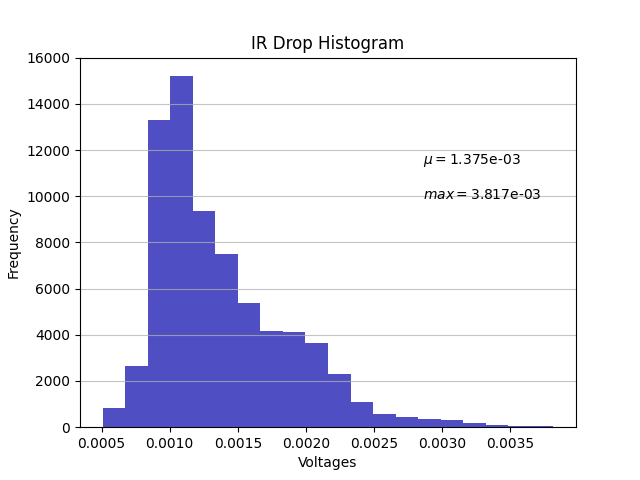 IR Drop Histogram
16000
14000
12000
10000
8000
6000
4000
2000
0
Frequency
μ = 1.375e-03
max = 3.817e-03
0.0005 0.0010 0.0015 0.0020 0.0025 0.0030 0.0035
Voltages